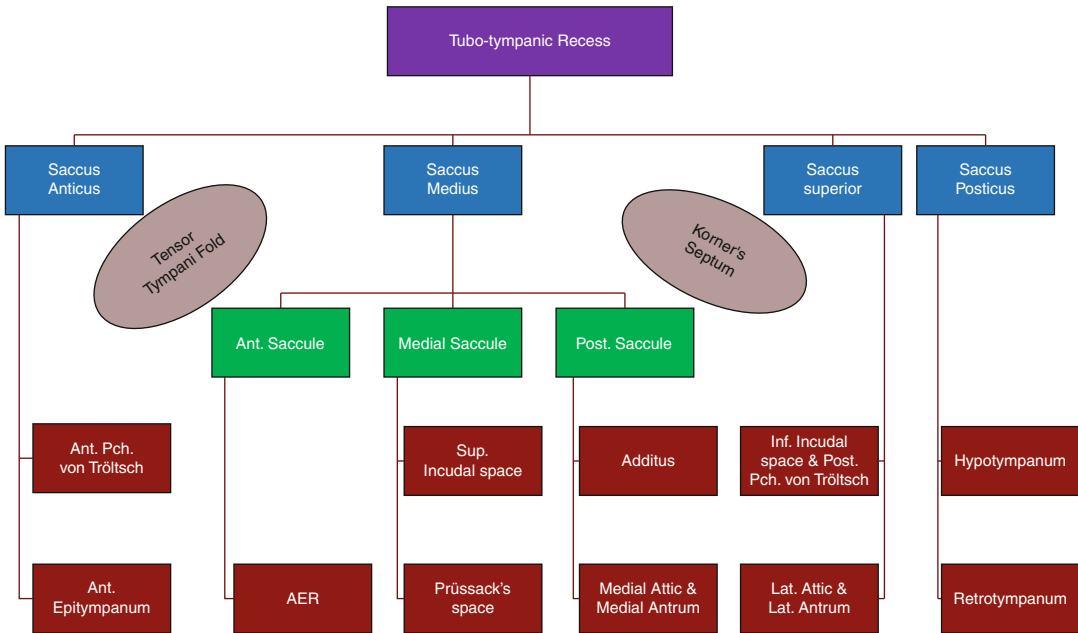 Tubo-tympanic Recess
Saccus
Anticus
Saccus
Medius
Saccus
superior
Saccus
Posticus
Tensor
Tympani Fold
Korner's
Septum
Ant. Saccule
Medial Saccule
Post. Saccule
Ant. Pch.
von Tröltsch
Sup.
Incudal space
Additus
Inf. Incudal
space & Post.
Pch. von Tröltsch
Hypotympanum
Ant.
Epitympanum
AER
Prüssack's
space
Medial Attic &
Medial Antrum
Lat. Attic &
Lat. Antrum
Retrotympanum